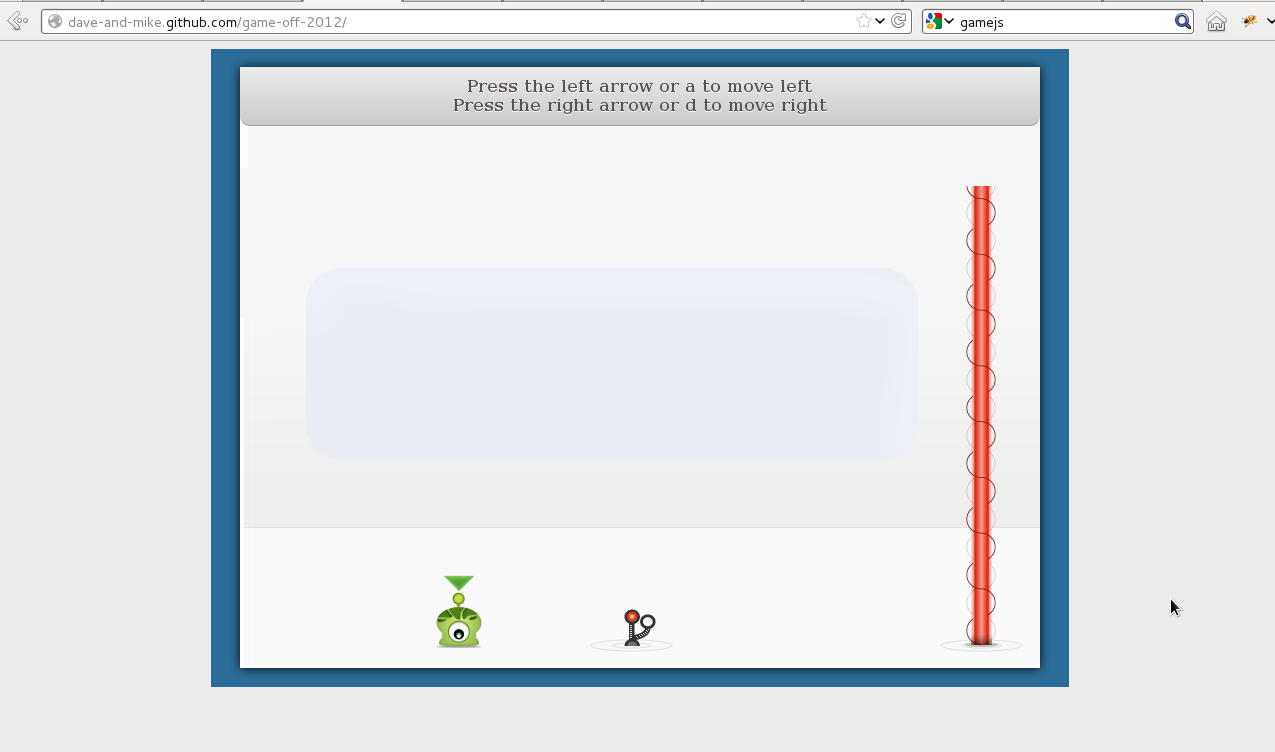 dave-and-mike.github.com/game-off-2012/
gamejs
Press the left arrow or a to move left
Press the right arrow or d to move right